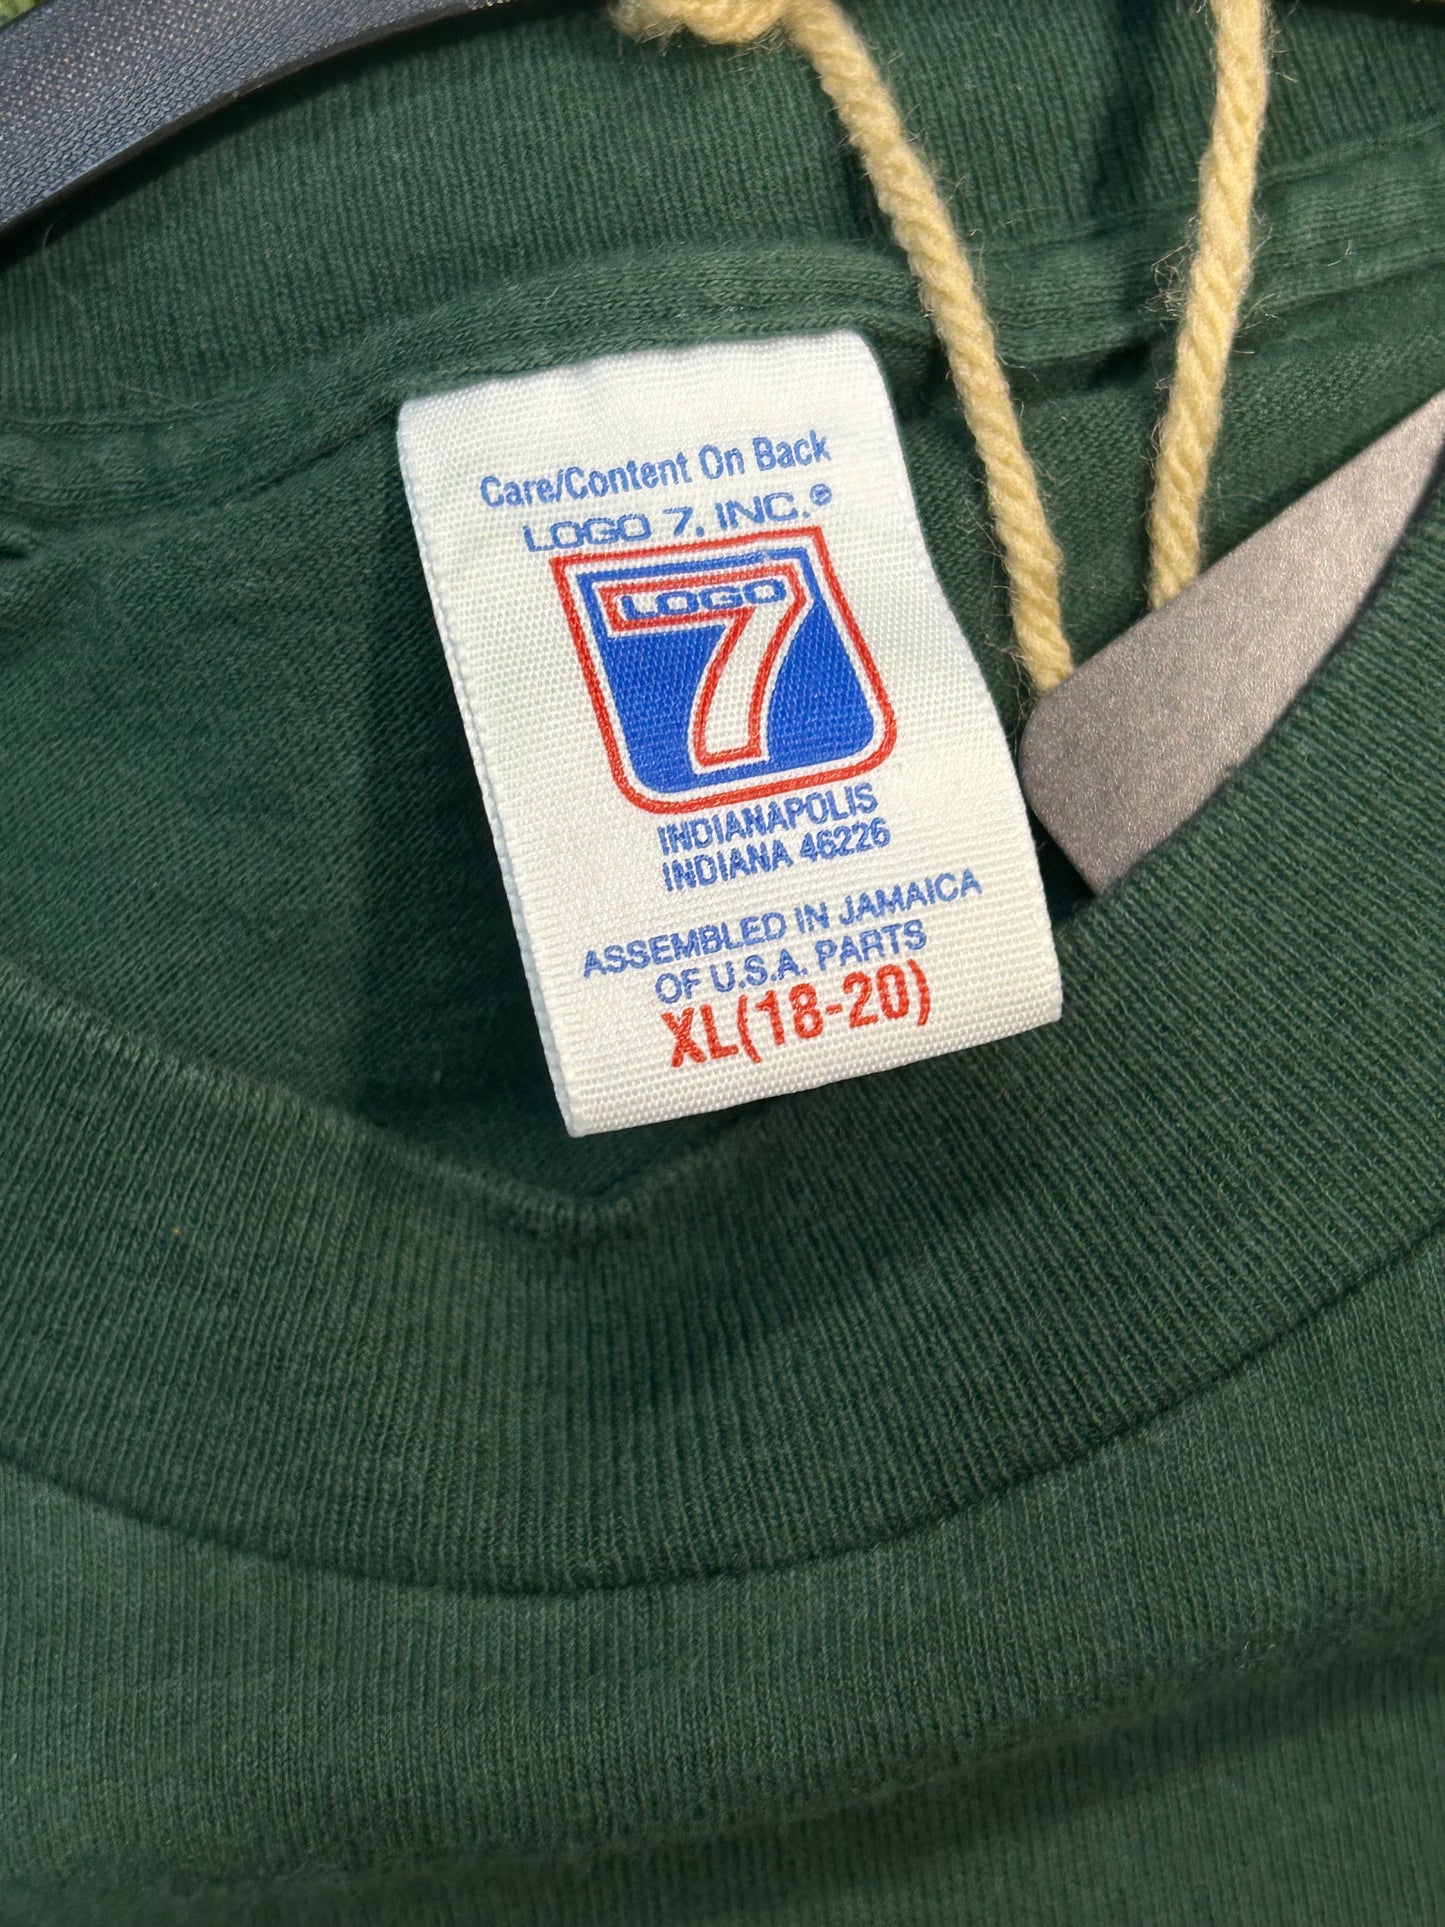 Care/Content On Back
LOGO 7, INC.®
LOGO
7
INDIANAPOLIS
INDIANA 46226
ASSEMBLED IN JAMAICA
OF U.S.A. PARTS
XL(18-20)